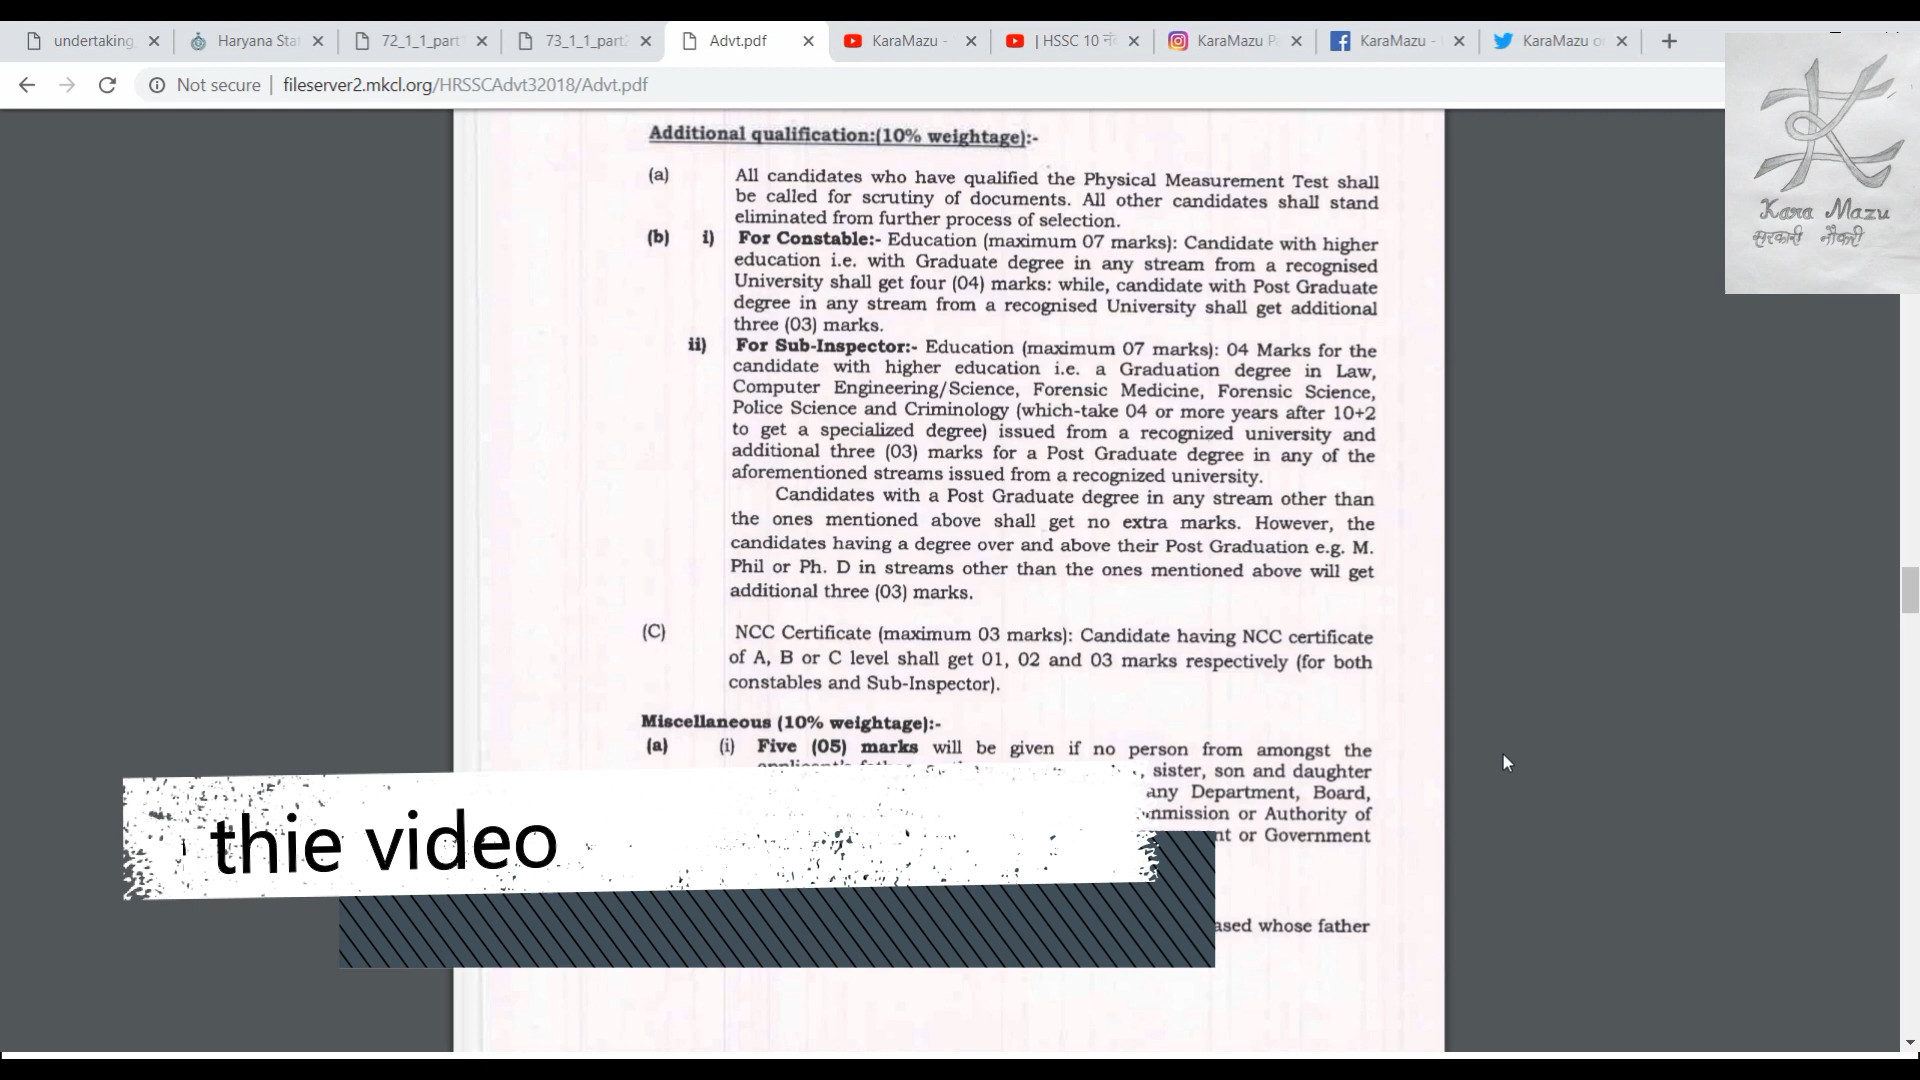 undertaking
Haryana Sta
72_1_1_part
73_1_1_part
Advt.pdf
KaraMazu -
| HSSC 10
KaraMazu
KaraMazu -
KaraMazu
Not secure | fileserver2.mkcl.org/HRSSCAdvt32018/Advt.pdf
Kara Mazu
सरकारी नौकरी
Additional qualification:(10% weightage):-
(a) All candidates who have qualified the Physical Measurement Test shall
be called for scrutiny of documents. All other candidates shall stand
eliminated from further process of selection.
(b) i) For Constable:- Education (maximum 07 marks): Candidate with higher
education i.e. with Graduate degree in any stream from a recognised
University shall get four (04) marks: while, candidate with Post Graduate
degree in any stream from a recognised University shall get additional
three (03) marks.
ii) For Sub-Inspector:- Education (maximum 07 marks): 04 Marks for the
candidate with higher education i.e. a Graduation degree in Law,
Computer Engineering/Science, Forensic Medicine, Forensic Science,
Police Science and Criminology (which-take 04 or more years after 10+2
to get a specialized degree) issued from a recognized university and
additional three (03) marks for a Post Graduate degree in any of the
aforementioned streams issued from a recognized university.
Candidates with a Post Graduate degree in any stream other than
the ones mentioned above shall get no extra marks. However, the
candidates having a degree over and above their Post Graduation e.g. M.
Phil or Ph. D in streams other than the ones mentioned above will get
additional three (03) marks.
(C) NCC Certificate (maximum 03 marks): Candidate having NCC certificate
of A, B or C level shall get 01, 02 and 03 marks respectively (for both
constables and Sub-Inspector).
Miscellaneous (10% weightage):-
(a) (i) Five (05) marks will be given if no person from amongst the
sister, son and daughter
any Department, Board,
or Authority of
or Government
whose father
thie video